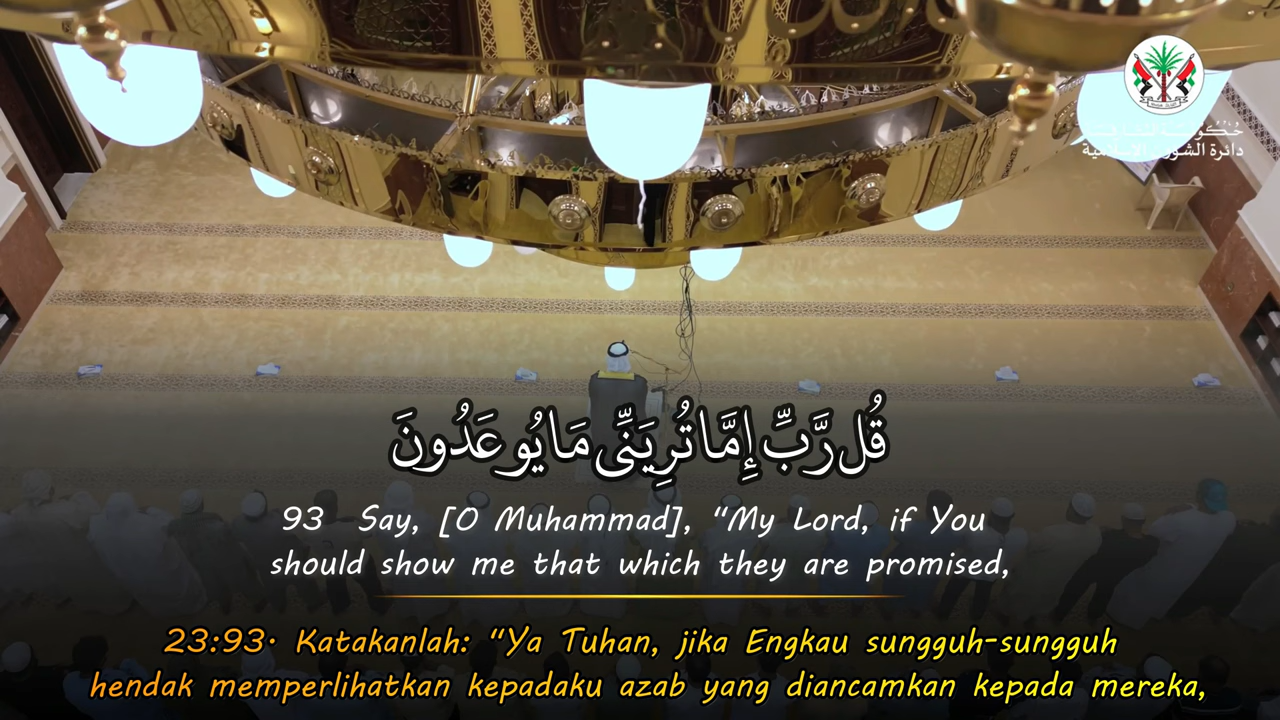 دائرة الشؤون الإسلامية
قُل رَّبِّ إِمَّا تُرِيَنِّى مَا يُوعَدُونَ
93 Say, [O Muhammad], “My Lord, if You
should show me that which they are promised,
23:93· Katakanlah: “Ya Tuhan, jika Engkau sungguh-sungguh
hendak memperlihatkan kepadaku azab yang diancamkan kepada mereka,